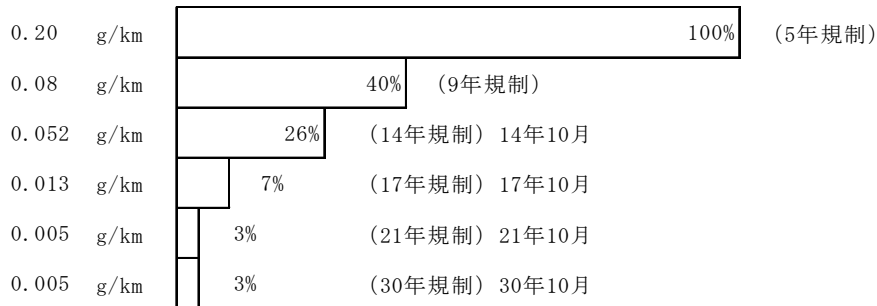 0.20 g/km 100% (5年規制)
0.08 g/km 40% (9年規制)
0.052 g/km 26% (14年規制) 14年10月
0.013 g/km 7% (17年規制) 17年10月
0.005 g/km 3% (21年規制) 21年10月
0.005 g/km 3% (30年規制) 30年10月